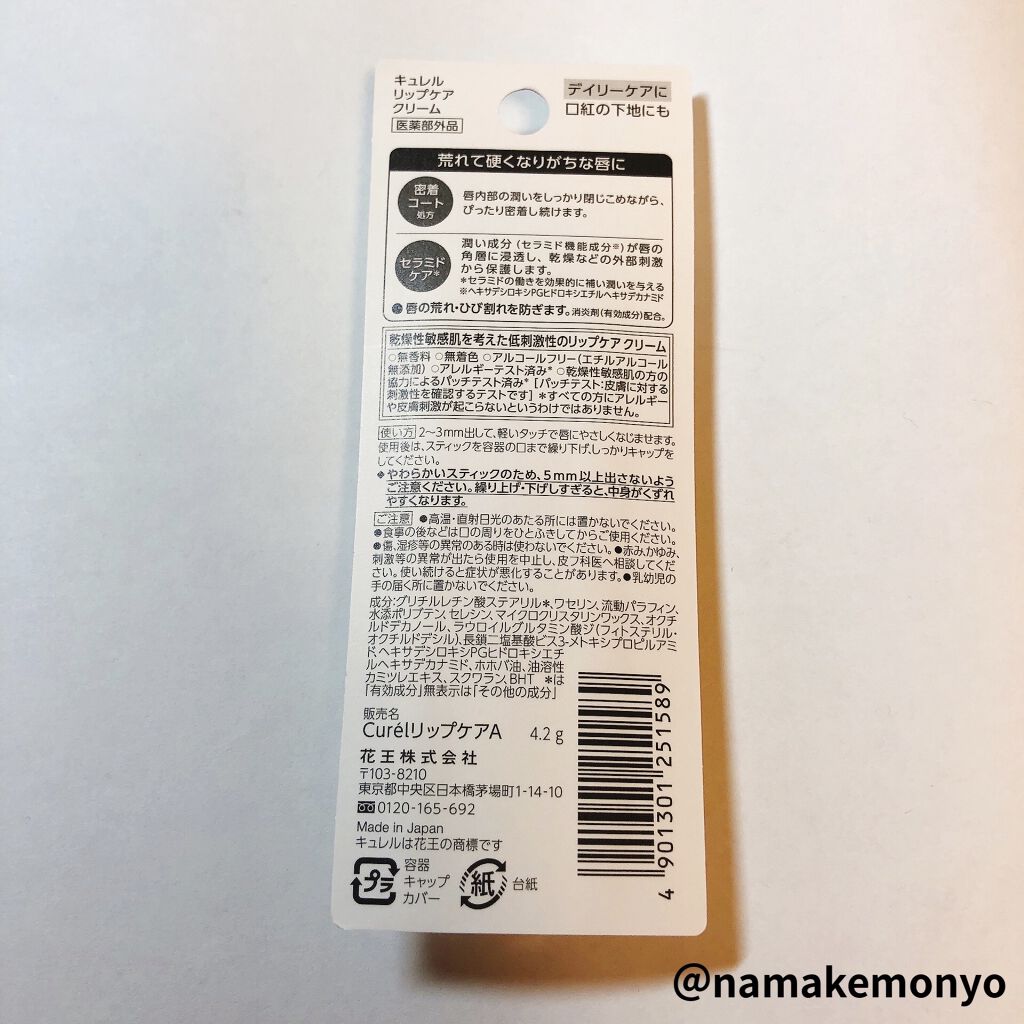 キュレル
リップケア
クリーム
医薬部外品
デイリーケアに
口紅の下地にも
荒れて硬くなりがちな唇に
密着
コート
処方
唇内部の潤いをしっかり閉じこめながら、
ぴったり密着し続けます。
セラミド
ケア*
潤い成分(セラミド機能成分※)が唇の
角層に浸透し、乾燥などの外部刺激
から保護します。
*セラミドの働きを効果的に補い潤いを与える
※ヘキサデシロキシPGヒドロキシエチルヘキサデカナミド
●唇の荒れ・ひび割れを防ぎます。消炎剤(有効成分)配合。
乾燥性敏感肌を考えた低刺激性のリップケア クリーム
○無香料 ○無着色 ○アルコールフリー(エチルアルコール
無添加) ○アレルギーテスト済み* ○乾燥性敏感肌の方の
協力によるパッチテスト済み* [パッチテスト:皮膚に対する
刺激性を確認するテストです] *すべての方にアレルギー
や皮膚刺激が起こらないというわけではありません。
使い方 2~3mm出して、軽いタッチで唇にやさしくなじませます。
使用後は、スティックを容器の口まで繰り下げ、しっかりキャップを
してください。
●やわらかいスティックのため、5mm以上出さないよう
ご注意ください。繰り上げ・下げしすぎると、中身がくずれ
やすくなります。
ご注意 ●高温・直射日光のあたる所には置かないでください。
●食事の後などは口の周りをひとふきしてからご使用ください。
●傷、湿疹等の異常のある時は使わないでください。●赤み、かゆみ、
刺激等の異常が出たら使用を中止し、皮フ科医へ相談してくだ
さい。使い続けると症状が悪化することがあります。●乳幼児の
手の届く所に置かないでください。
成分:グリチルレチン酸ステアリル*、ワセリン、流動パラフィン、
水添ポリブテン、セレシン、マイクロクリスタリンワックス、オクチ
ルドデカノール、ラウロイルグルタミン酸ジ(フィトステリル・
オクチルドデシル)、長鎖二塩基酸ビス3-メトキシプロピルアミ
ド、ヘキサデシロキシPGヒドロキシエチ
ルヘキサデカナミド、ホホバ油、油溶性
カミツレエキス、スクワラン、BHT *は
「有効成分」無表示は「その他の成分」
販売名
CurélリップケアA 4.2 g
花王株式会社
〒103-8210
東京都中央区日本橋茅場町1-14-10
0120-165-692
Made in Japan
キュレルは花王の商標です
プラ
容器
キャップ
カバー
紙
台紙
4 901301 251589
@namakemonyo